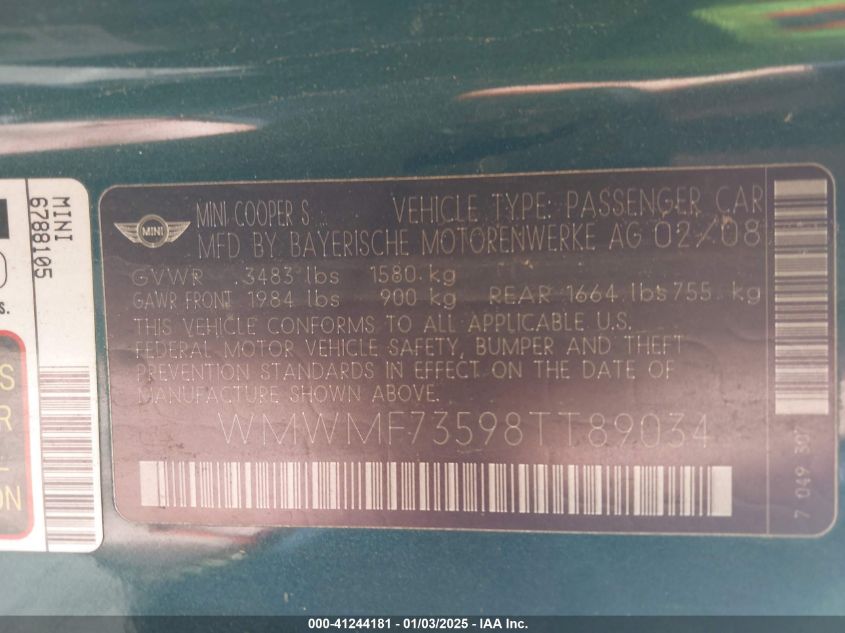 MINI
6788105
s.
S
R
L
ON
MINI
MINI COOPER S VEHICLE TYPE: PASSENGER CAR
MFD BY BAYERISCHE MOTORENWERKE AG 02/08
GVWR 3483 lbs 1580 kg
GAWR FRONT 1984 lbs 900 kg REAR 1664 lbs 755 kg
THIS VEHICLE CONFORMS TO ALL APPLICABLE U.S.
FEDERAL MOTOR VEHICLE SAFETY, BUMPER AND THEFT
PREVENTION STANDARDS IN EFFECT ON THE DATE OF
MANUFACTURE SHOWN ABOVE.
WMWMF73598TT89034
7 049 307
000-41244181 - 01/03/2025 - IAA Inc.